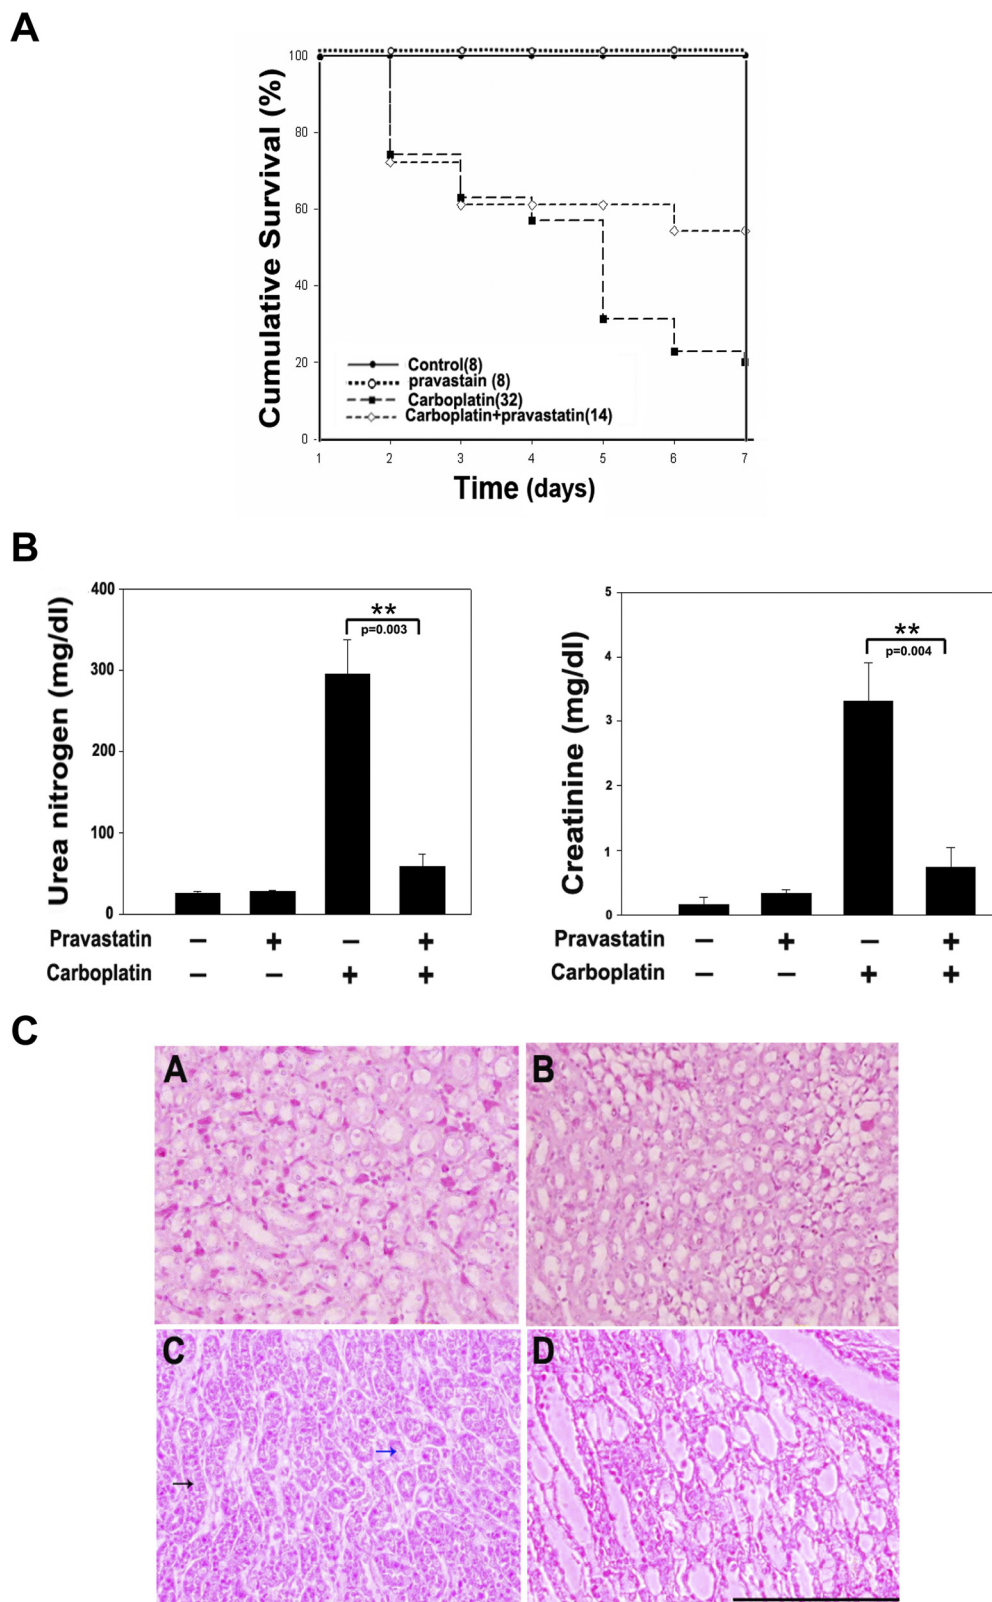 A
Cumulative Survival (%)
100
80
60
40
20
0
Control(8)
pravastain (8)
Carboplatin(32)
Carboplatin+pravastatin(14)
1 2 3 4 5 6 7
Time (days)
B
Urea nitrogen (mg/dl)
400
300
200
100
0
**
p=0.003
Pravastatin − + − +
Carboplatin − − + +
Creatinine (mg/dl)
5
4
3
2
1
0
**
p=0.004
Pravastatin − + − +
Carboplatin − − + +
C
A
B
C
D